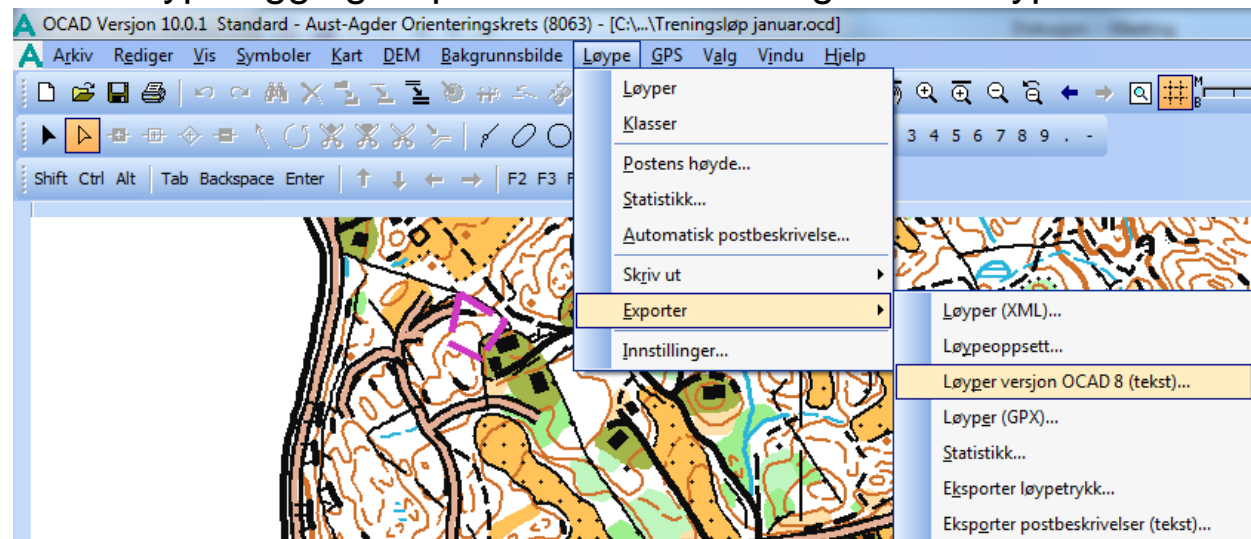 OCAD Versjon 10.0.1 Standard - Aust-Agder Orienteringskrets (8063) - [C:\...\Treningsløp januar.ocd]
Arkiv Rediger Vis Symboler Kart DEM Bakgrunnsbilde Løype GPS Valg Vindu Hjelp
M
B
3 4 5 6 7 8 9 . -
Shift Ctrl Alt Tab Backspace Enter F2 F3
Løyper
Klasser
Postens høyde...
Statistikk...
Automatisk postbeskrivelse...
Skriv ut
Exporter
Innstillinger...
Løyper (XML)...
Løypeoppsett...
Løyper versjon OCAD 8 (tekst)...
Løyper (GPX)...
Statistikk...
Eksporter løypetrykk...
Eksporter postbeskrivelser (tekst)...